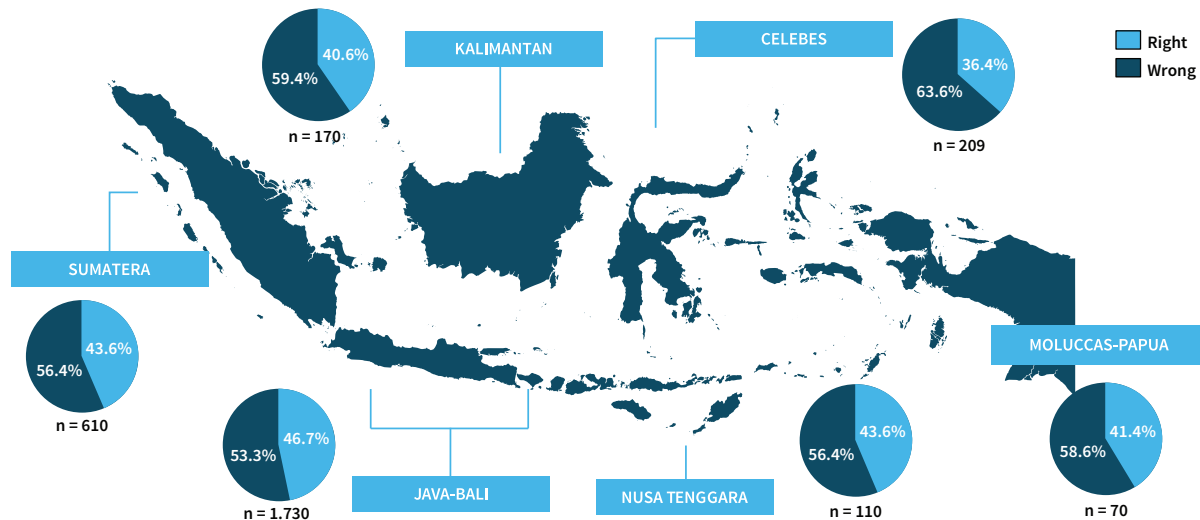 40.6%
59.4%
n = 170
KALIMANTAN
CELEBES
36.4%
63.6%
n = 209
Right
Wrong
SUMATERA
43.6%
56.4%
n = 610
46.7%
53.3%
n = 1.730
JAVA-BALI
NUSA TENGGARA
43.6%
56.4%
n = 110
MOLUCCAS-PAPUA
41.4%
58.6%
n = 70